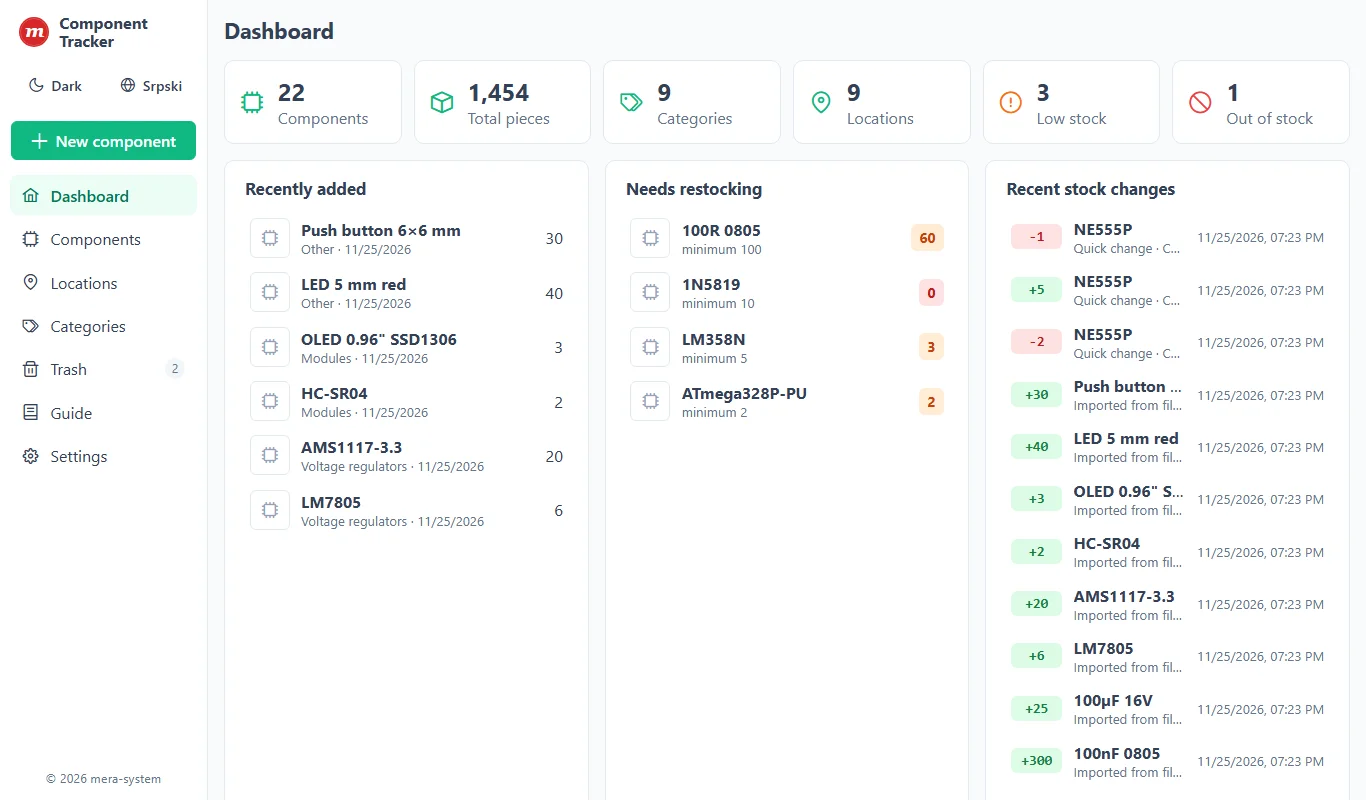 m
Component
Tracker
Dark
Srpski
New component
Dashboard
Components
Locations
Categories
Trash
2
Guide
Settings
© 2026 mera-system
Dashboard
22
Components
1,454
Total pieces
9
Categories
9
Locations
3
Low stock
1
Out of stock
Recently added
Push button 6×6 mm
Other · 11/25/2026
30
LED 5 mm red
Other · 11/25/2026
40
OLED 0.96" SSD1306
Modules · 11/25/2026
3
HC-SR04
Modules · 11/25/2026
2
AMS1117-3.3
Voltage regulators · 11/25/2026
20
LM7805
Voltage regulators · 11/25/2026
6
Needs restocking
100R 0805
minimum 100
60
1N5819
minimum 10
0
LM358N
minimum 5
3
ATmega328P-PU
minimum 2
2
Recent stock changes
-1
NE555P
Quick change · C...
11/25/2026, 07:23 PM
+5
NE555P
Quick change · C...
11/25/2026, 07:23 PM
-2
NE555P
Quick change · C...
11/25/2026, 07:23 PM
+30
Push button ...
Imported from fil...
11/25/2026, 07:23 PM
+40
LED 5 mm red
Imported from fil...
11/25/2026, 07:23 PM
+3
OLED 0.96" S...
Imported from fil...
11/25/2026, 07:23 PM
+2
HC-SR04
Imported from fil...
11/25/2026, 07:23 PM
+20
AMS1117-3.3
Imported from fil...
11/25/2026, 07:23 PM
+6
LM7805
Imported from fil...
11/25/2026, 07:23 PM
+25
100µF 16V
Imported from fil...
11/25/2026, 07:23 PM
+300
100nF 0805
Imported from fil...
11/25/2026, 07:23 PM